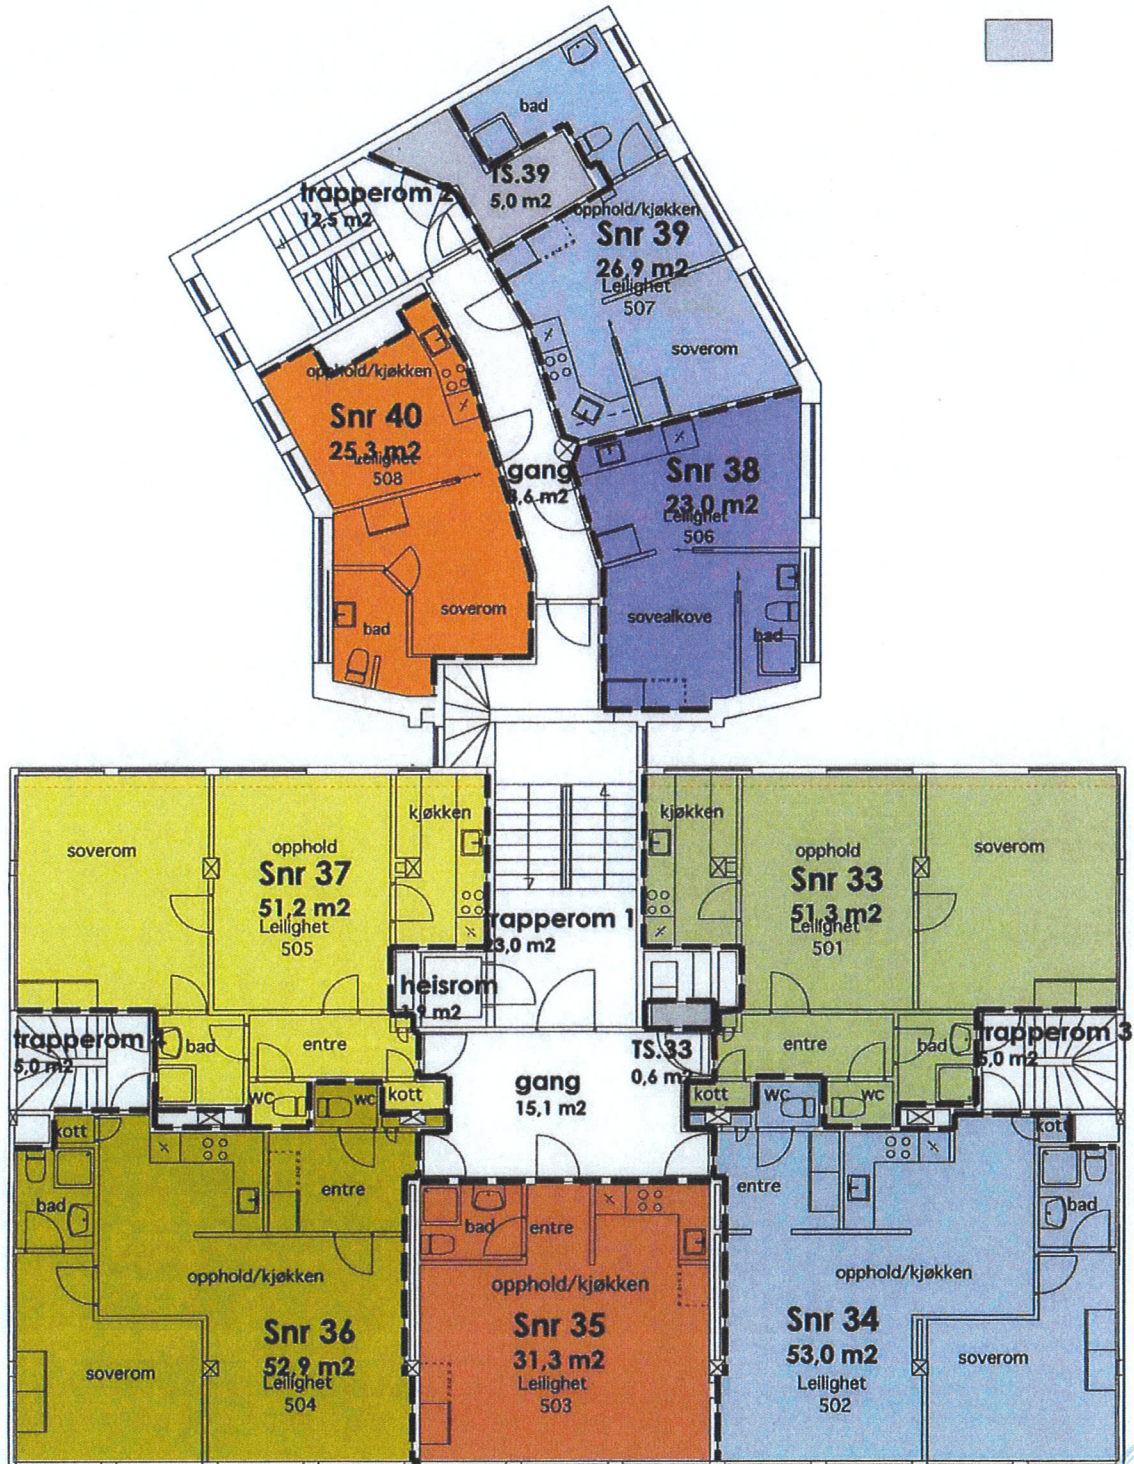 bad
TS.39
5,0 m2
trapperom 2
12,5 m2
opphold/kjøkken
Snr 39
26,9 m2
Leilighet
507
soverom
opphold/kjøkken
Snr 40
25,3 m2
Leilighet
508
soverom
bad
gang
Snr 38
23,0 m2
Leilighet
506
sovealkove
bad
soverom
opphold
kjøkken
Snr 37
51,2 m2
Leilighet
505
kjøkken
opphold
soverom
Snr 33
51,3 m2
Leilighet
501
trapperom 1
23,0 m2
heisrom
trapperom 4
5,0 m2
bad
entre
wc
wc
kott
gang
15,1 m2
TS.33
0,6 m2
entre
bad
trapperom 3
5,0 m2
kott
wc
wc
kott
bad
entre
opphold/kjøkken
Snr 36
52,9 m2
Leilighet
504
soverom
bad
entre
opphold/kjøkken
Snr 35
31,3 m2
Leilighet
503
entre
kott
bad
opphold/kjøkken
Snr 34
53,0 m2
Leilighet
502
soverom